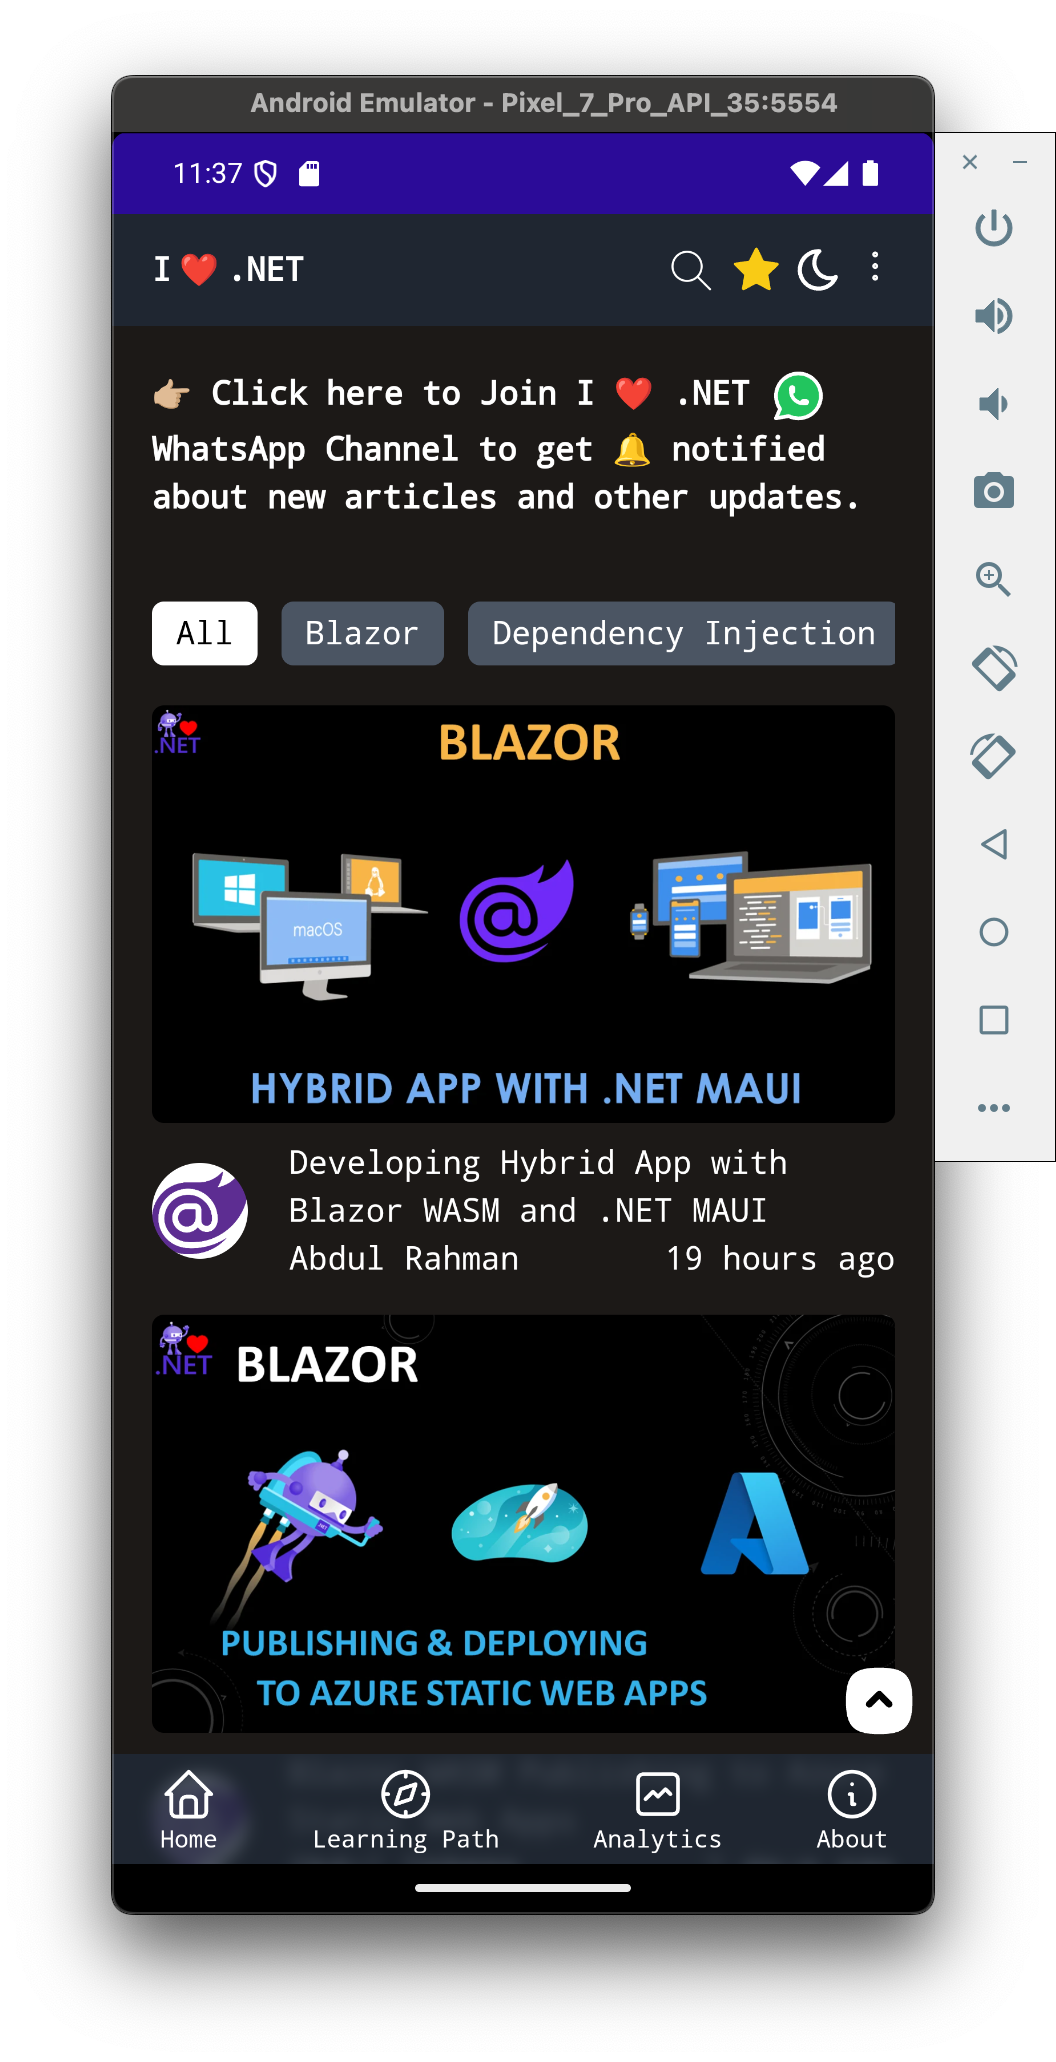 Android Emulator - Pixel_7_Pro_API_35:5554
11:37
I ❤️ .NET
👉🏼 Click here to Join I ❤️ .NET
WhatsApp Channel to get 🔔 notified
about new articles and other updates.
All Blazor Dependency Injection
.NET
BLAZOR
macOS
HYBRID APP WITH .NET MAUI
Developing Hybrid App with
Blazor WASM and .NET MAUI
Abdul Rahman 19 hours ago
.NET
BLAZOR
PUBLISHING & DEPLOYING
TO AZURE STATIC WEB APPS
Home Learning Path Analytics About